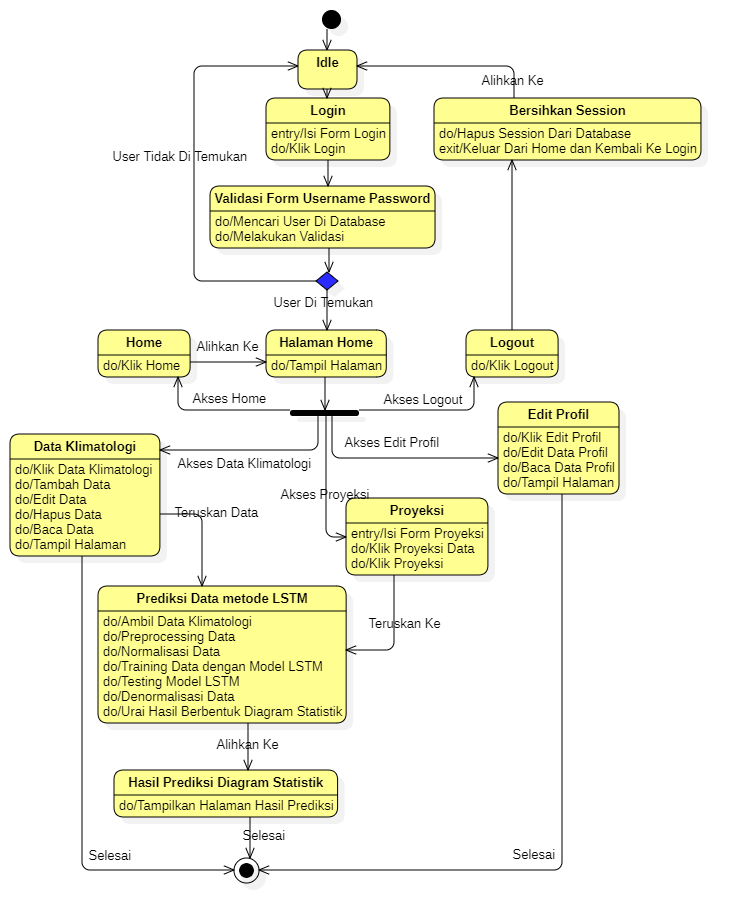 Idle
Alihkan Ke
Login
entry/Isi Form Login
do/Klik Login
Bersihkan Session
do/Hapus Session Dari Database
exit/Keluar Dari Home dan Kembali Ke Login
User Tidak Di Temukan
Validasi Form Username Password
do/Mencari User Di Database
do/Melakukan Validasi
User Di Temukan
Home
do/Klik Home
Alihkan Ke
Halaman Home
do/Tampil Halaman
Logout
do/Klik Logout
Akses Home
Akses Logout
Edit Profil
do/Klik Edit Profil
do/Edit Data Profil
do/Baca Data Profil
do/Tampil Halaman
Akses Edit Profil
Data Klimatologi
do/Klik Data Klimatologi
do/Tambah Data
do/Edit Data
do/Hapus Data
do/Baca Data
do/Tampil Halaman
Akses Data Klimatologi
Akses Proyeksi
Teruskan Data
Proyeksi
entry/Isi Form Proyeksi
do/Klik Proyeksi Data
do/Klik Proyeksi
Prediksi Data metode LSTM
do/Ambil Data Klimatologi
do/Preprocessing Data
do/Normalisasi Data
do/Training Data dengan Model LSTM
do/Testing Model LSTM
do/Denormalisasi Data
do/Urai Hasil Berbentuk Diagram Statistik
Teruskan Ke
Alihkan Ke
Hasil Prediksi Diagram Statistik
do/Tampilkan Halaman Hasil Prediksi
Selesai
Selesai
Selesai